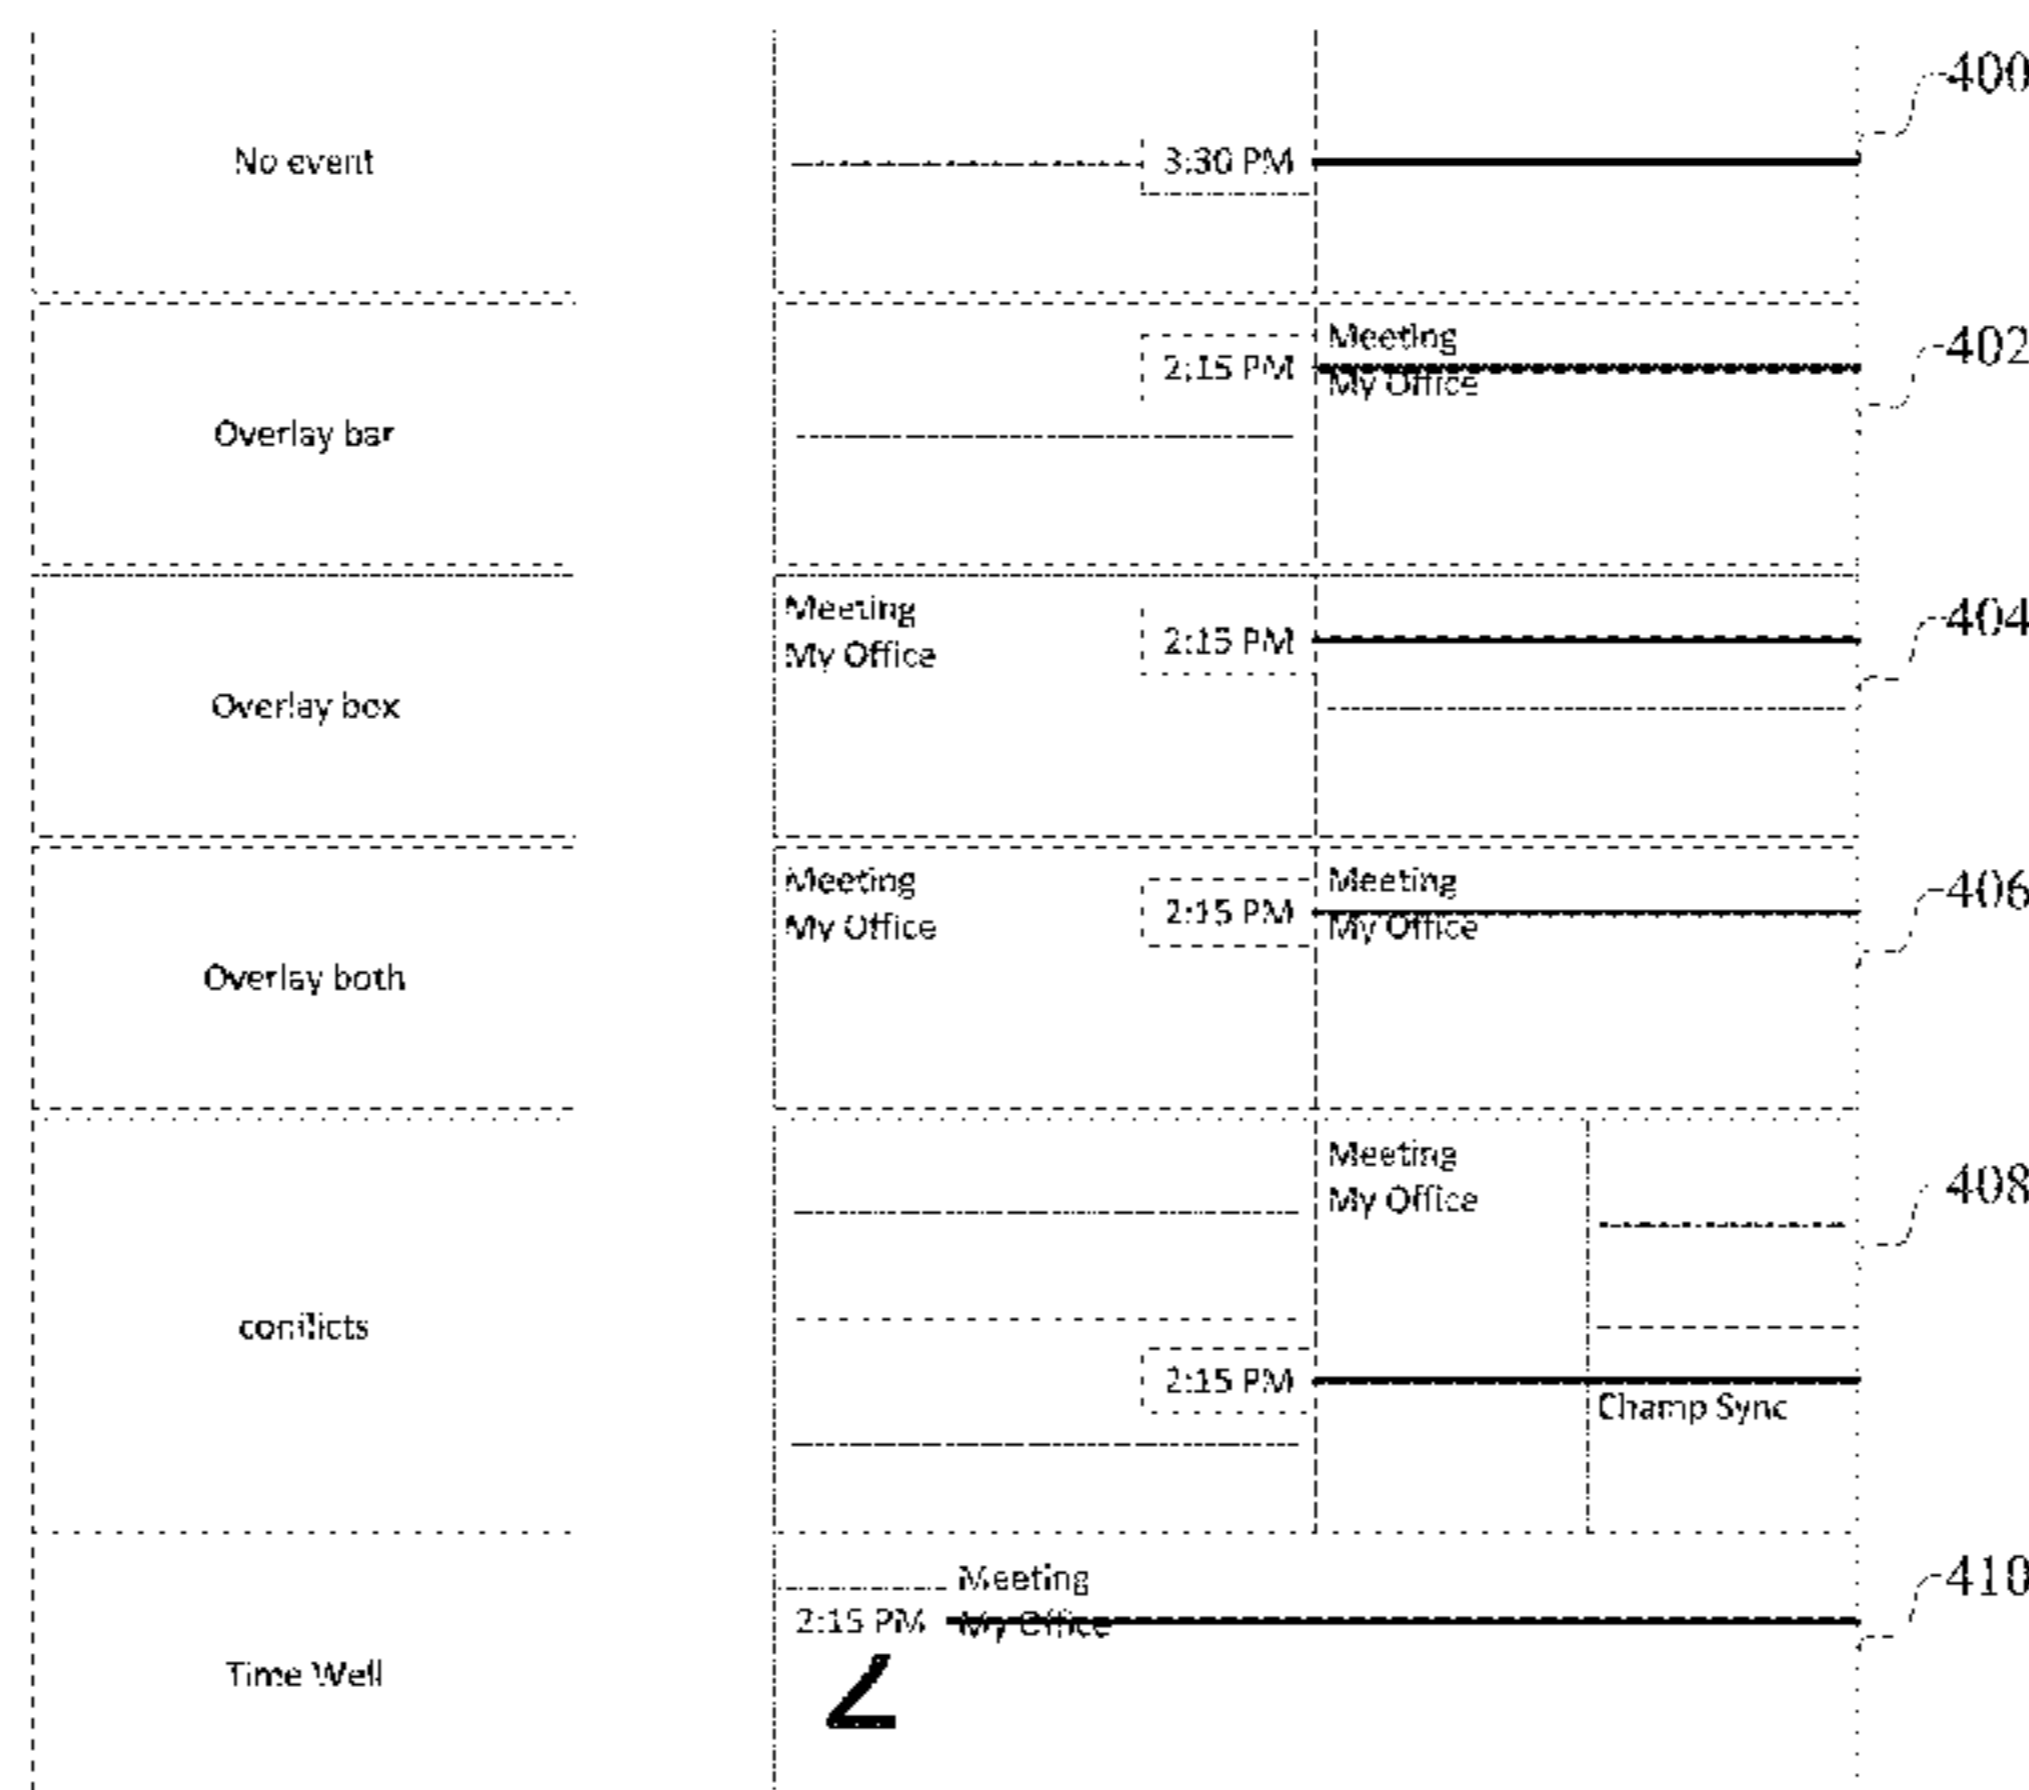 400
No event
3:30 PM
Meeting
402
2:15 PM
My Office
Overlay bar
Meeting
404
2:15 PM
My Office
Overlay box
Meeting
Meeting
406
2:15 PM
My Office
My Office
Overlay both
Meeting
408
My Office
conflicts
2:15 PM
Champ Sync
Meeting
410
2:15 PM
My Office
Time Well
2